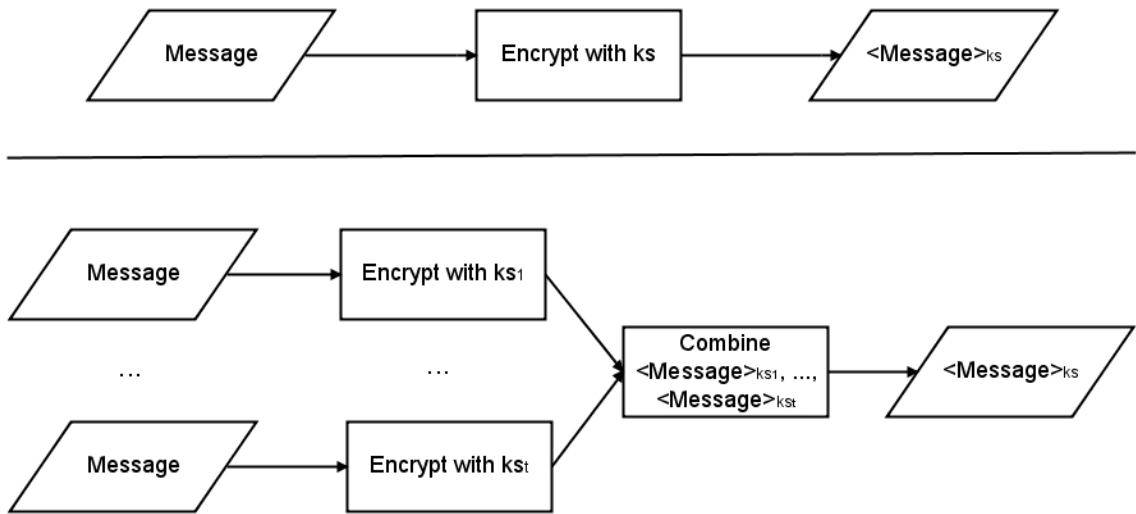 Message
Encrypt with ks
<Message>ks
Message
Encrypt with ks1
...
...
Combine
<Message>ks1, ...,
<Message>kst
<Message>ks
Message
Encrypt with kst